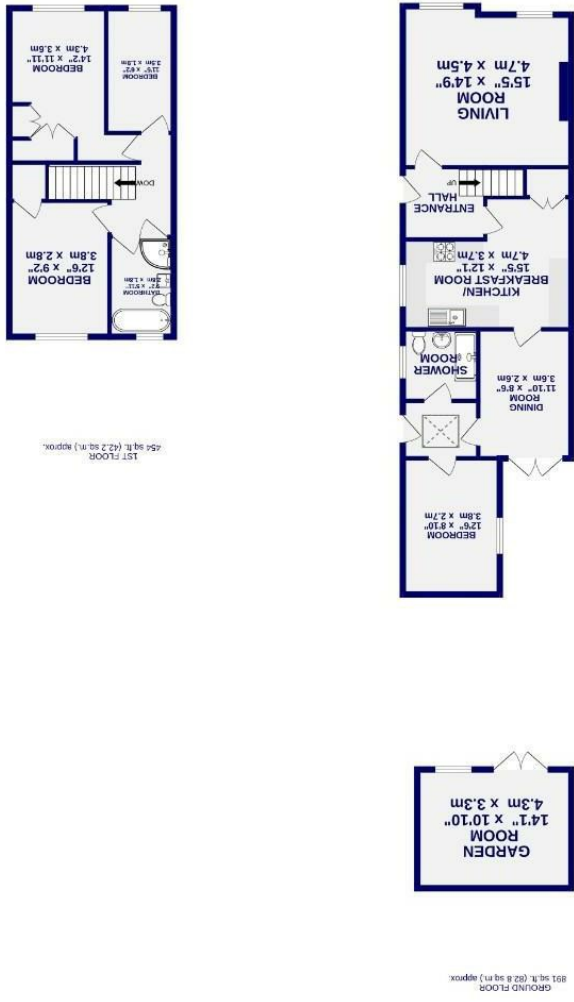 GROUND FLOOR
891 sq.ft. (82.8 sq.m.) approx.
GARDEN
ROOM
14'1" x 10'10"
4.3m x 3.3m
BEDROOM
12'6" x 8'10"
3.8m x 2.7m
DINING
ROOM
11'10" x 8'6"
3.6m x 2.6m
SHOWER
ROOM
KITCHEN/
BREAKFAST ROOM
15'5" x 12'1"
4.7m x 3.7m
ENTRANCE
HALL
UP
LIVING
ROOM
15'5" x 14'9"
4.7m x 4.5m
1ST FLOOR
454 sq.ft. (42.2 sq.m.) approx.
BATHROOM
BEDROOM
12'6" x 9'2"
3.8m x 2.8m
BEDROOM
11'5" x 6'2"
3.5m x 1.9m
BEDROOM
14'2" x 11'11"
4.3m x 3.6m